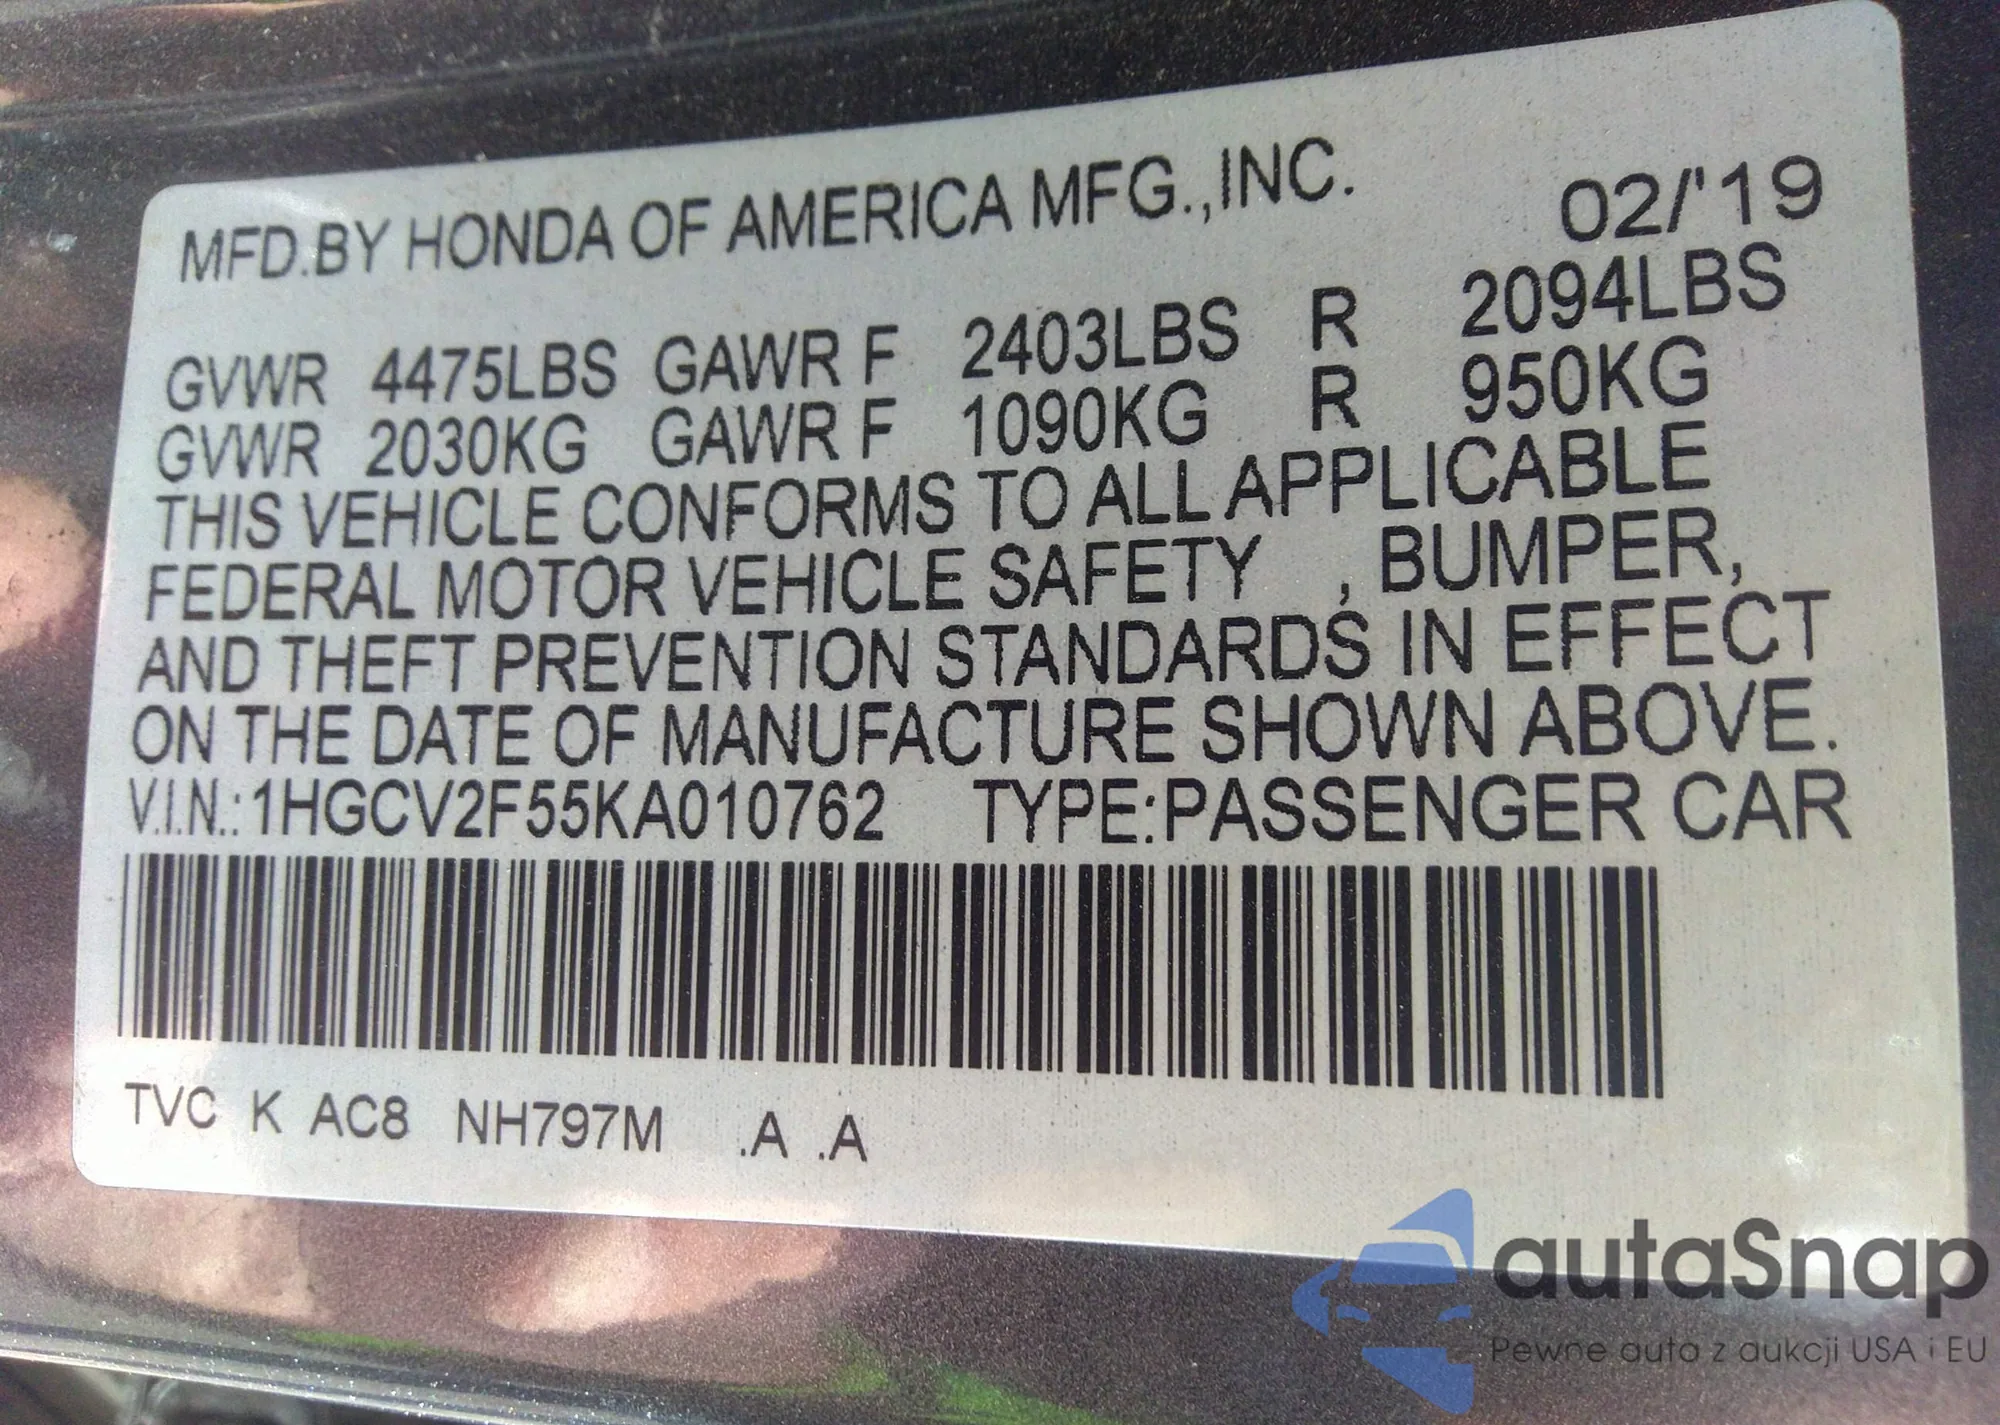 MFD.BY HONDA OF AMERICA MFG.,INC. 02/'19
GVWR 4475LBS GAWR F 2403LBS R 2094LBS
GVWR 2030KG GAWR F 1090KG R 950KG
THIS VEHICLE CONFORMS TO ALL APPLICABLE
FEDERAL MOTOR VEHICLE SAFETY , BUMPER,
AND THEFT PREVENTION STANDARDS IN EFFECT
ON THE DATE OF MANUFACTURE SHOWN ABOVE.
V.I.N.:1HGCV2F55KA010762 TYPE:PASSENGER CAR
TVC K AC8 NH797M .A .A
autaSnap
Pewne auta z aukcji USA i EU